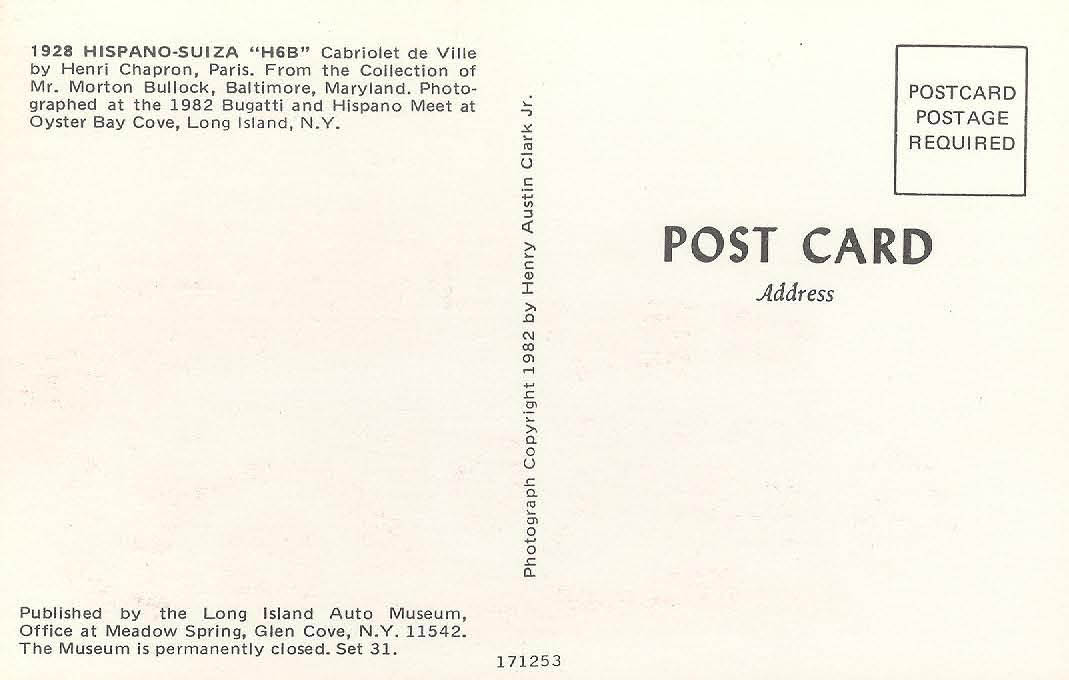 1928 HISPANO-SUIZA “H6B” Cabriolet de Ville
by Henri Chapron, Paris. From the Collection of
Mr. Morton Bullock, Baltimore, Maryland. Photo-
graphed at the 1982 Bugatti and Hispano Meet at
Oyster Bay Cove, Long Island, N.Y.
Published by the Long Island Auto Museum,
Office at Meadow Spring, Glen Cove, N.Y. 11542.
The Museum is permanently closed. Set 31.
Photograph Copyright 1982 by Henry Austin Clark Jr.
171253
POSTCARD
POSTAGE
REQUIRED
POST CARD
Address